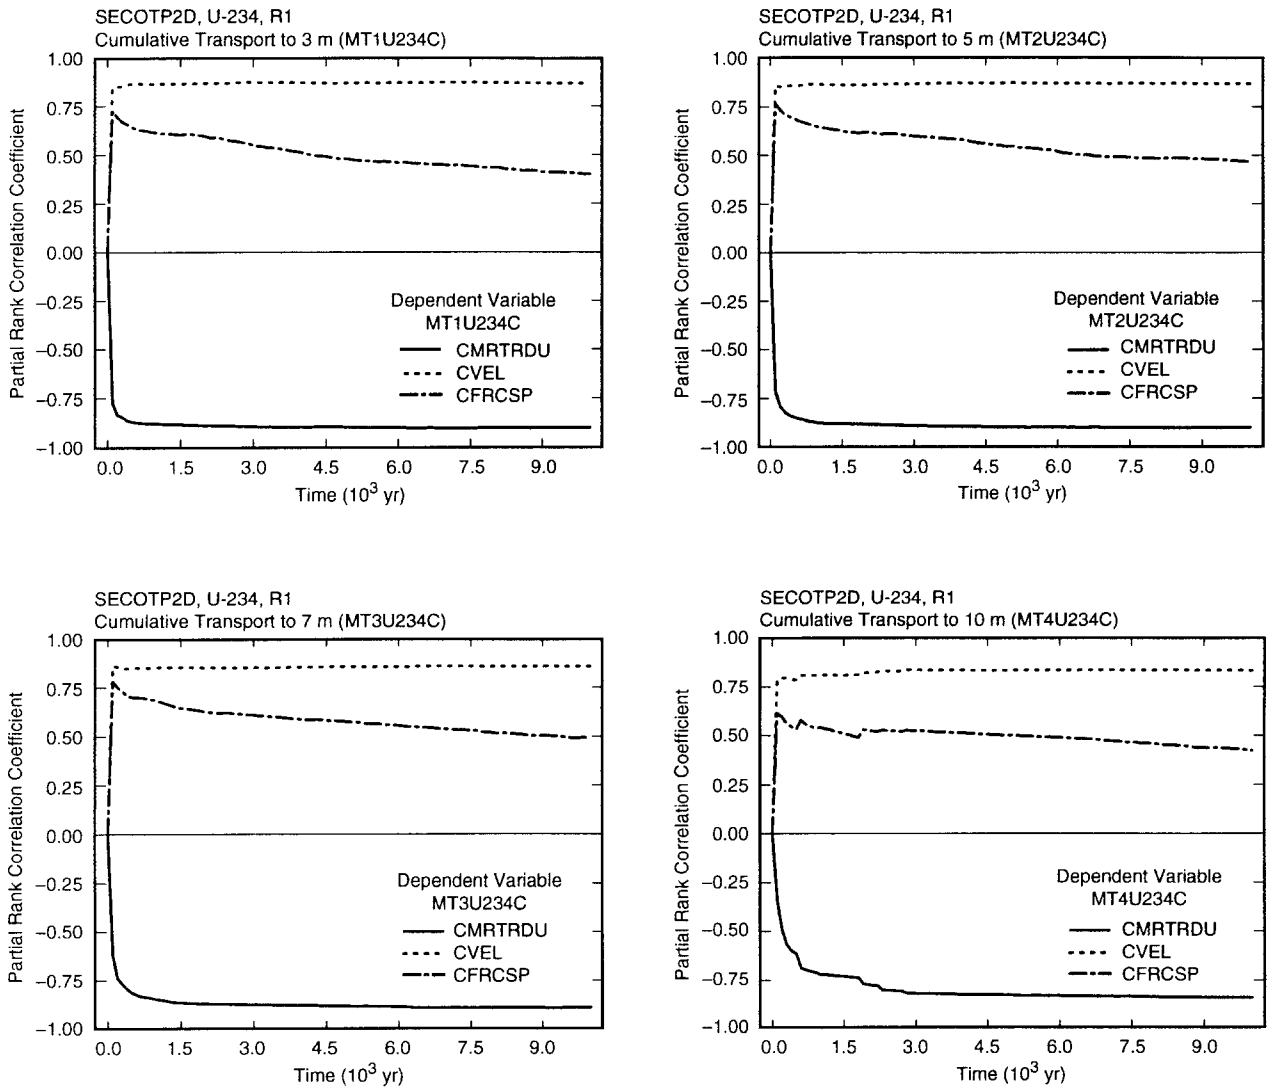 SECOTP2D, U-234, R1
Cumulative Transport to 3 m (MT1U234C)
Partial Rank Correlation Coefficient
1.00
0.75
0.50
0.25
0.00
−0.25
−0.50
−0.75
−1.00
Dependent Variable
MT1U234C
CMRTRDU
CVEL
CFRCSP
0.0 1.5 3.0 4.5 6.0 7.5 9.0
Time (10³ yr)
SECOTP2D, U-234, R1
Cumulative Transport to 5 m (MT2U234C)
Partial Rank Correlation Coefficient
1.00
0.75
0.50
0.25
0.00
−0.25
−0.50
−0.75
−1.00
Dependent Variable
MT2U234C
CMRTRDU
CVEL
CFRCSP
0.0 1.5 3.0 4.5 6.0 7.5 9.0
Time (10³ yr)
SECOTP2D, U-234, R1
Cumulative Transport to 7 m (MT3U234C)
Partial Rank Correlation Coefficient
1.00
0.75
0.50
0.25
0.00
−0.25
−0.50
−0.75
−1.00
Dependent Variable
MT3U234C
CMRTRDU
CVEL
CFRCSP
0.0 1.5 3.0 4.5 6.0 7.5 9.0
Time (10³ yr)
SECOTP2D, U-234, R1
Cumulative Transport to 10 m (MT4U234C)
Partial Rank Correlation Coefficient
1.00
0.75
0.50
0.25
0.00
−0.25
−0.50
−0.75
−1.00
Dependent Variable
MT4U234C
CMRTRDU
CVEL
CFRCSP
0.0 1.5 3.0 4.5 6.0 7.5 9.0
Time (10³ yr)